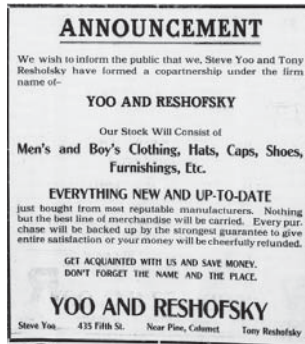 ANNOUNCEMENT
We wish to inform the public that we, Steve Yoo and Tony
Reshofsky have formed a copartnership under the firm
name of-
YOO AND RESHOFSKY
Our Stock Will Consist of
Men's and Boy's Clothing, Hats, Caps, Shoes,
Furnishings, Etc.
EVERYTHING NEW AND UP-TO-DATE
just bought from most reputable manufacturers. Nothing
but the best line of merchandise will be carried. Every pur-
chase will be backed up by the strongest guarantee to give
entire satisfaction or your money will be cheerfully refunded.
GET ACQUAINTED WITH US AND SAVE MONEY.
DON'T FORGET THE NAME AND THE PLACE.
YOO AND RESHOFSKY
Steve Yoo 435 Fifth St. Near Pine, Calumet Tony Reshofsky